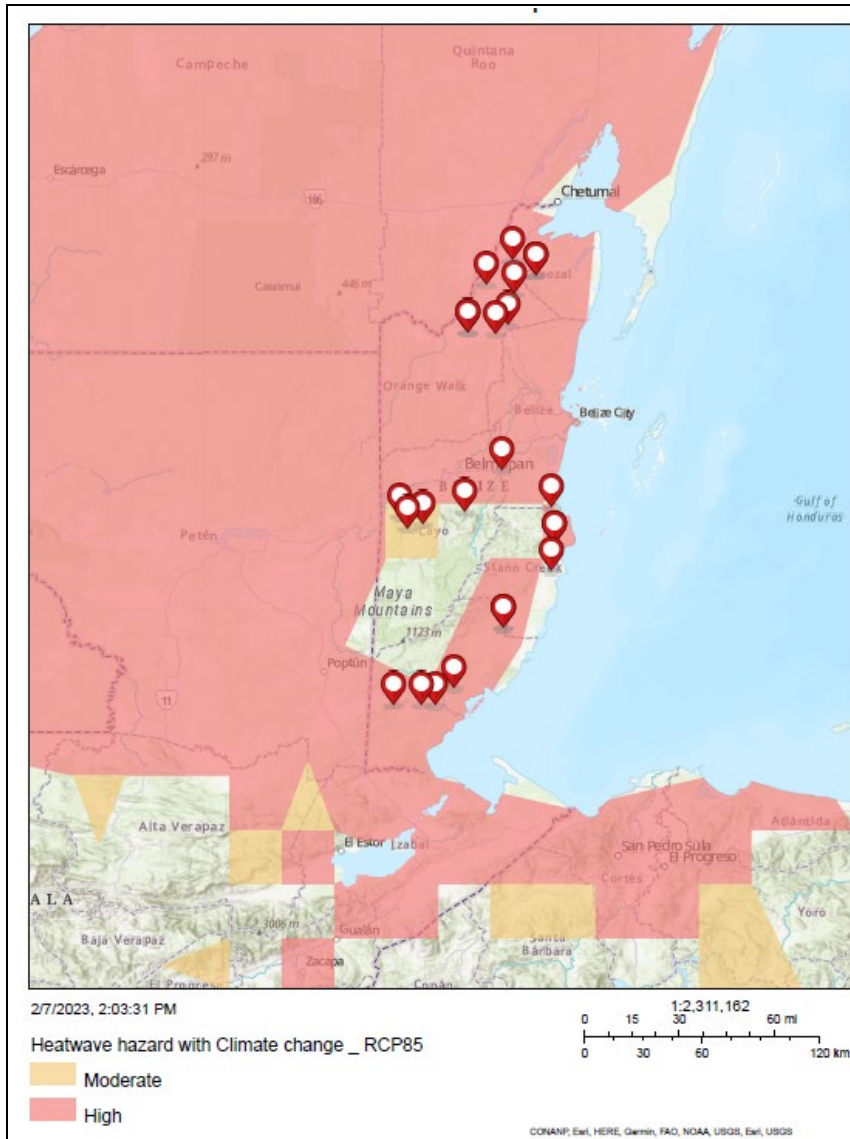 Campeche
Quintana
Roo
Escárcega
297 m
186
Chetumal
446 m
Orange Walk
Belize
Belize City
BELIZE
Petén
Gulf of
Honduras
Stann Creek
Maya
Mountains
1123 m
Poptún
11
Alta Verapaz
El Estor
Izabal
Atlántida
San Pedro Sula
El Progreso
Cortés
ALA
3006 m
Gualán
Baja Verapaz
Yoro
Santa
Bárbara
Zacapa
El Progreso
Copán
2/7/2023, 2:03:31 PM
1:2,311,162
0 15 30 60 mi
0 30 60 120 km
Heatwave hazard with Climate change _ RCP85
Moderate
High
CONANP, Esri, HERE, Garmin, FAO, NOAA, USGS, Esri, USGS